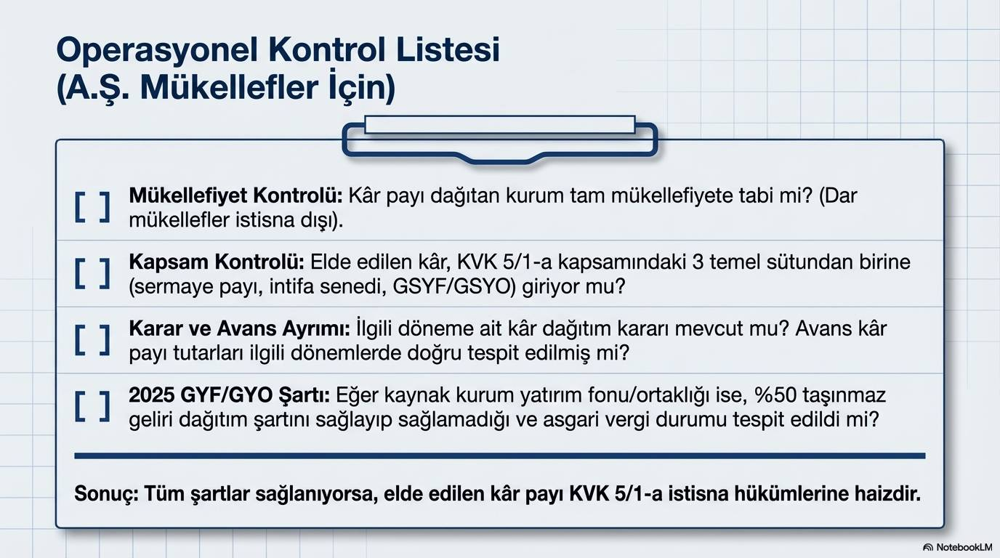 Operasyonel Kontrol Listesi
(A.Ş. Mükellefler İçin)
[ ] Mükellefiyet Kontrolü: Kâr payı dağıtan kurum tam mükellefiyete tabi mi? (Dar
mükellefler istisna dışı).
[ ] Kapsam Kontrolü: Elde edilen kâr, KVK 5/1-a kapsamındaki 3 temel sütundan birine
(sermaye payı, intifa senedi, GSYF/GSYO) giriyor mu?
[ ] Karar ve Avans Ayrımı: İlgili döneme ait kâr dağıtım kararı mevcut mu? Avans kâr
payı tutarları ilgili dönemlerde doğru tespit edilmiş mi?
[ ] 2025 GYF/GYO Şartı: Eğer kaynak kurum yatırım fonu/ortaklığı ise, %50 taşınmaz
geliri dağıtım şartını sağlayıp sağlamadığı ve asgari vergi durumu tespit edildi mi?
Sonuç: Tüm şartlar sağlanıyorsa, elde edilen kâr payı KVK 5/1-a istisna hükümlerine haizdir.
NotebookLM